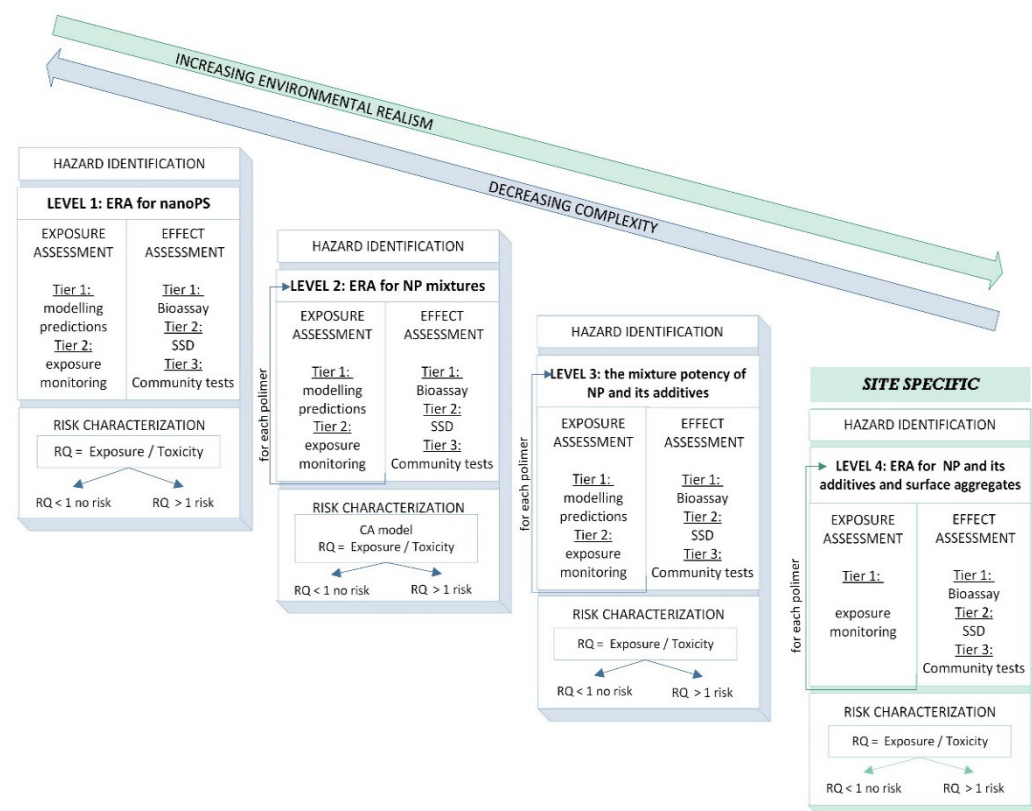 INCREASING ENVIRONMENTAL REALISM
DECREASING COMPLEXITY
HAZARD IDENTIFICATION
LEVEL 1: ERA for nanoPS
EXPOSURE
ASSESSMENT
Tier 1:
modelling
predictions
Tier 2:
exposure
monitoring
EFFECT
ASSESSMENT
Tier 1:
Bioassay
Tier 2:
SSD
Tier 3:
Community tests
RISK CHARACTERIZATION
RQ = Exposure / Toxicity
RQ < 1 no risk
RQ > 1 risk
HAZARD IDENTIFICATION
LEVEL 2: ERA for NP mixtures
for each polimer
EXPOSURE
ASSESSMENT
Tier 1:
modelling
predictions
Tier 2:
exposure
monitoring
EFFECT
ASSESSMENT
Tier 1:
Bioassay
Tier 2:
SSD
Tier 3:
Community tests
RISK CHARACTERIZATION
CA model
RQ = Exposure / Toxicity
RQ < 1 no risk
RQ > 1 risk
HAZARD IDENTIFICATION
LEVEL 3: the mixture potency of
NP and its additives
for each polimer
EXPOSURE
ASSESSMENT
Tier 1:
modelling
predictions
Tier 2:
exposure
monitoring
EFFECT
ASSESSMENT
Tier 1:
Bioassay
Tier 2:
SSD
Tier 3:
Community tests
RISK CHARACTERIZATION
RQ = Exposure / Toxicity
RQ < 1 no risk
RQ > 1 risk
SITE SPECIFIC
HAZARD IDENTIFICATION
LEVEL 4: ERA for NP and its
additives and surface aggregates
for each polimer
EXPOSURE
ASSESSMENT
Tier 1:
exposure
monitoring
EFFECT
ASSESSMENT
Tier 1:
Bioassay
Tier 2:
SSD
Tier 3:
Community tests
RISK CHARACTERIZATION
RQ = Exposure / Toxicity
RQ < 1 no risk
RQ > 1 risk